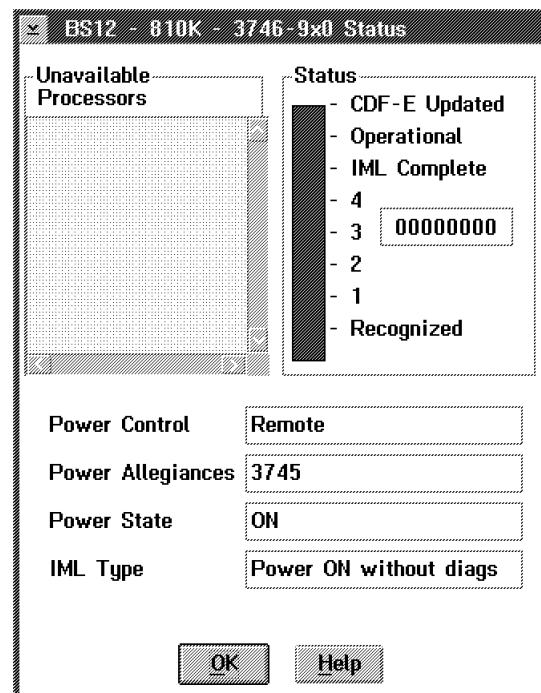 BS12 - 810K - 3746-9x0 Status
Unavailable
Processors
Status
- CDF-E Updated
- Operational
- IML Complete
- 4
- 3 00000000
- 2
- 1
- Recognized
Power Control Remote
Power Allegiances 3745
Power State ON
IML Type Power ON without diags
OK Help